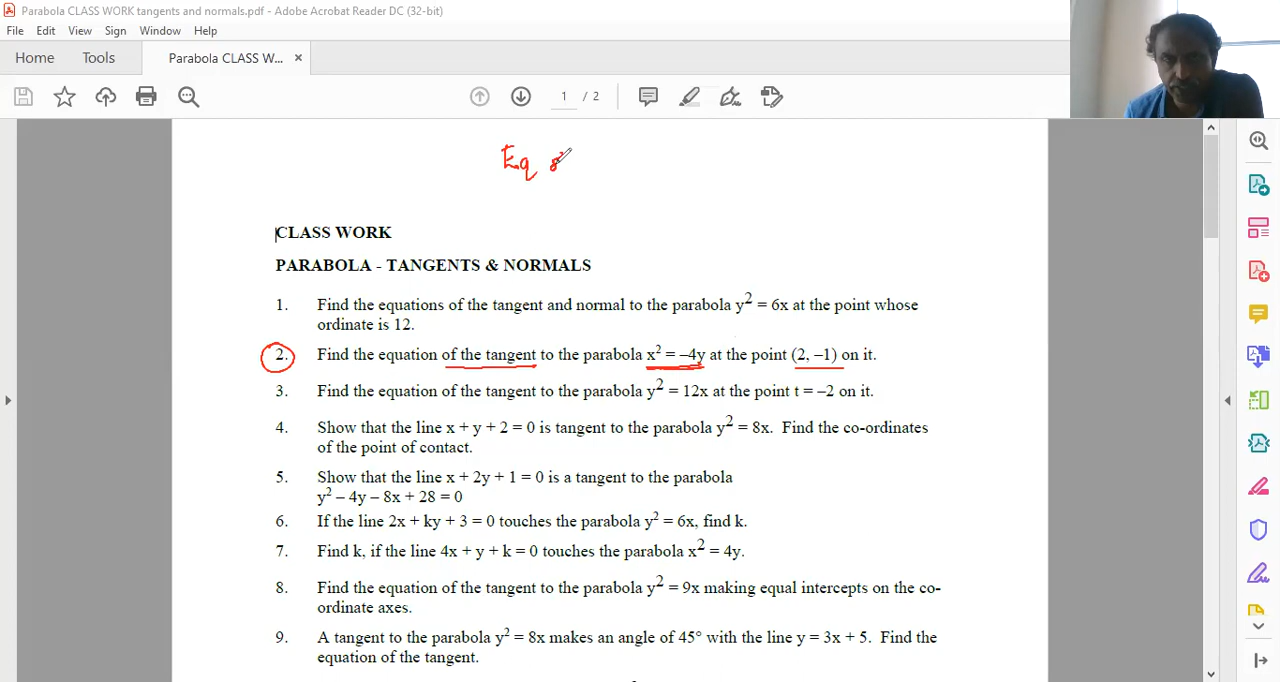 Parabola CLASS WORK tangents and normals.pdf - Adobe Acrobat Reader DC (32-bit)
File Edit View Sign Window Help
Home Tools Parabola CLASS W... ×
1 / 2
Eq
CLASS WORK
PARABOLA - TANGENTS & NORMALS
1. Find the equations of the tangent and normal to the parabola y² = 6x at the point whose
ordinate is 12.
2. Find the equation of the tangent to the parabola x² = –4y at the point (2, –1) on it.
3. Find the equation of the tangent to the parabola y² = 12x at the point t = –2 on it.
4. Show that the line x + y + 2 = 0 is tangent to the parabola y² = 8x. Find the co-ordinates
of the point of contact.
5. Show that the line x + 2y + 1 = 0 is a tangent to the parabola
y² – 4y – 8x + 28 = 0
6. If the line 2x + ky + 3 = 0 touches the parabola y² = 6x, find k.
7. Find k, if the line 4x + y + k = 0 touches the parabola x² = 4y.
8. Find the equation of the tangent to the parabola y² = 9x making equal intercepts on the co-
ordinate axes.
9. A tangent to the parabola y² = 8x makes an angle of 45° with the line y = 3x + 5. Find the
equation of the tangent.